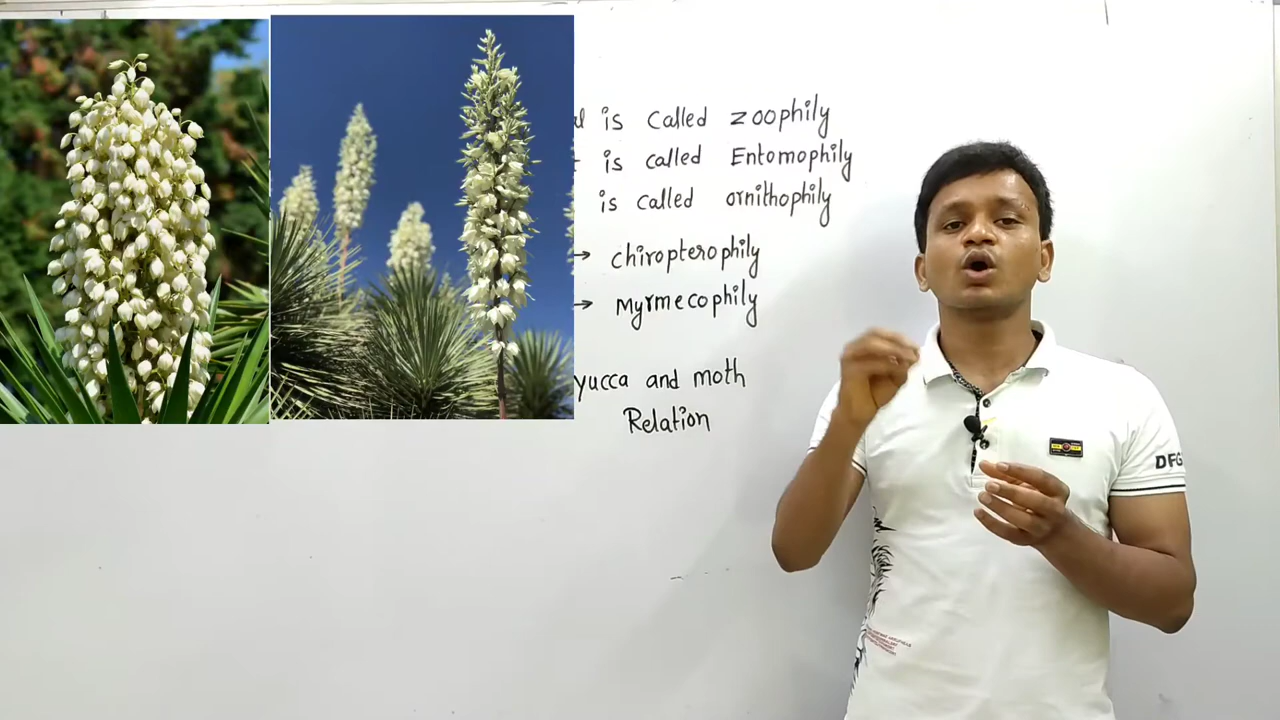 is called zoophily
is called Entomophily
is called ornithophily
→ chiropterophily
→ Myrmecophily
yucca and moth
Relation
DFG